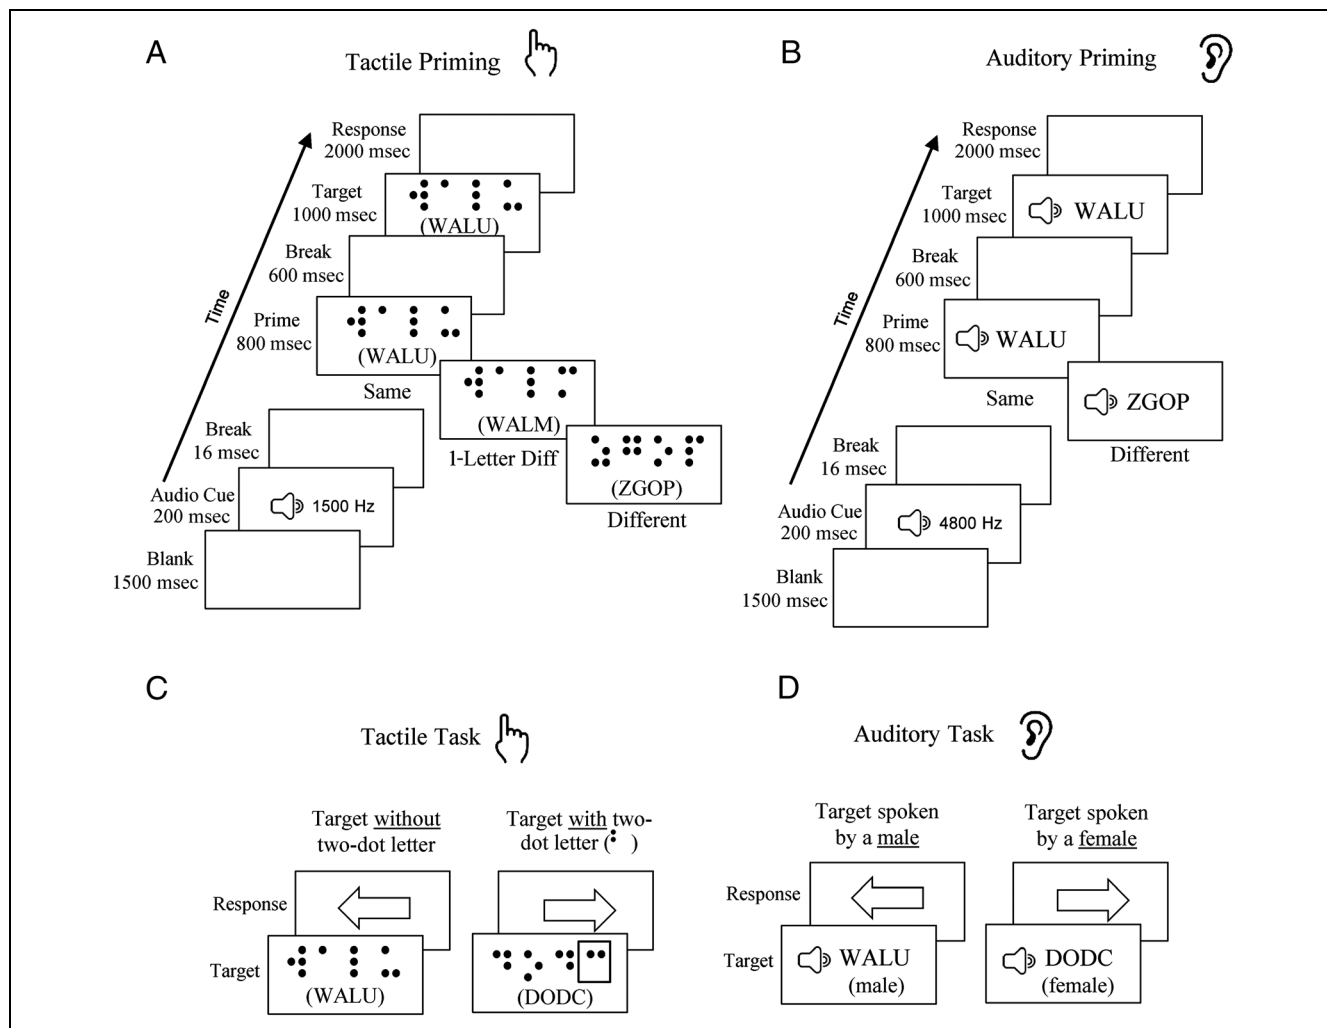 A
Tactile Priming
Response
2000 msec
Target
1000 msec
(WALU)
Break
600 msec
Time
Prime
800 msec
(WALU)
Same
(WALM)
1-Letter Diff
(ZGOP)
Different
Break
16 msec
Audio Cue
200 msec
1500 Hz
Blank
1500 msec
B
Auditory Priming
Response
2000 msec
Target
1000 msec
WALU
Break
600 msec
Time
Prime
800 msec
WALU
Same
ZGOP
Different
Break
16 msec
Audio Cue
200 msec
4800 Hz
Blank
1500 msec
C
Tactile Task
Target without
two-dot letter
Target with two-
dot letter (⠃)
Response
Target
(WALU)
(DODC)
D
Auditory Task
Target spoken
by a male
Target spoken
by a female
Response
Target
WALU
(male)
DODC
(female)